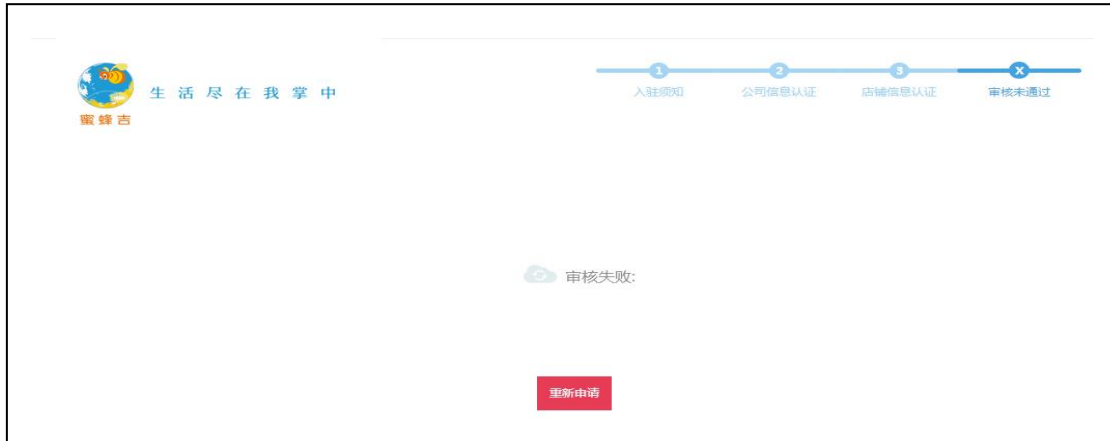 蜜蜂吉
生活尽在我掌中
1
2
3
X
入驻须知
公司信息认证
店铺信息认证
审核未通过
审核失败:
重新申请